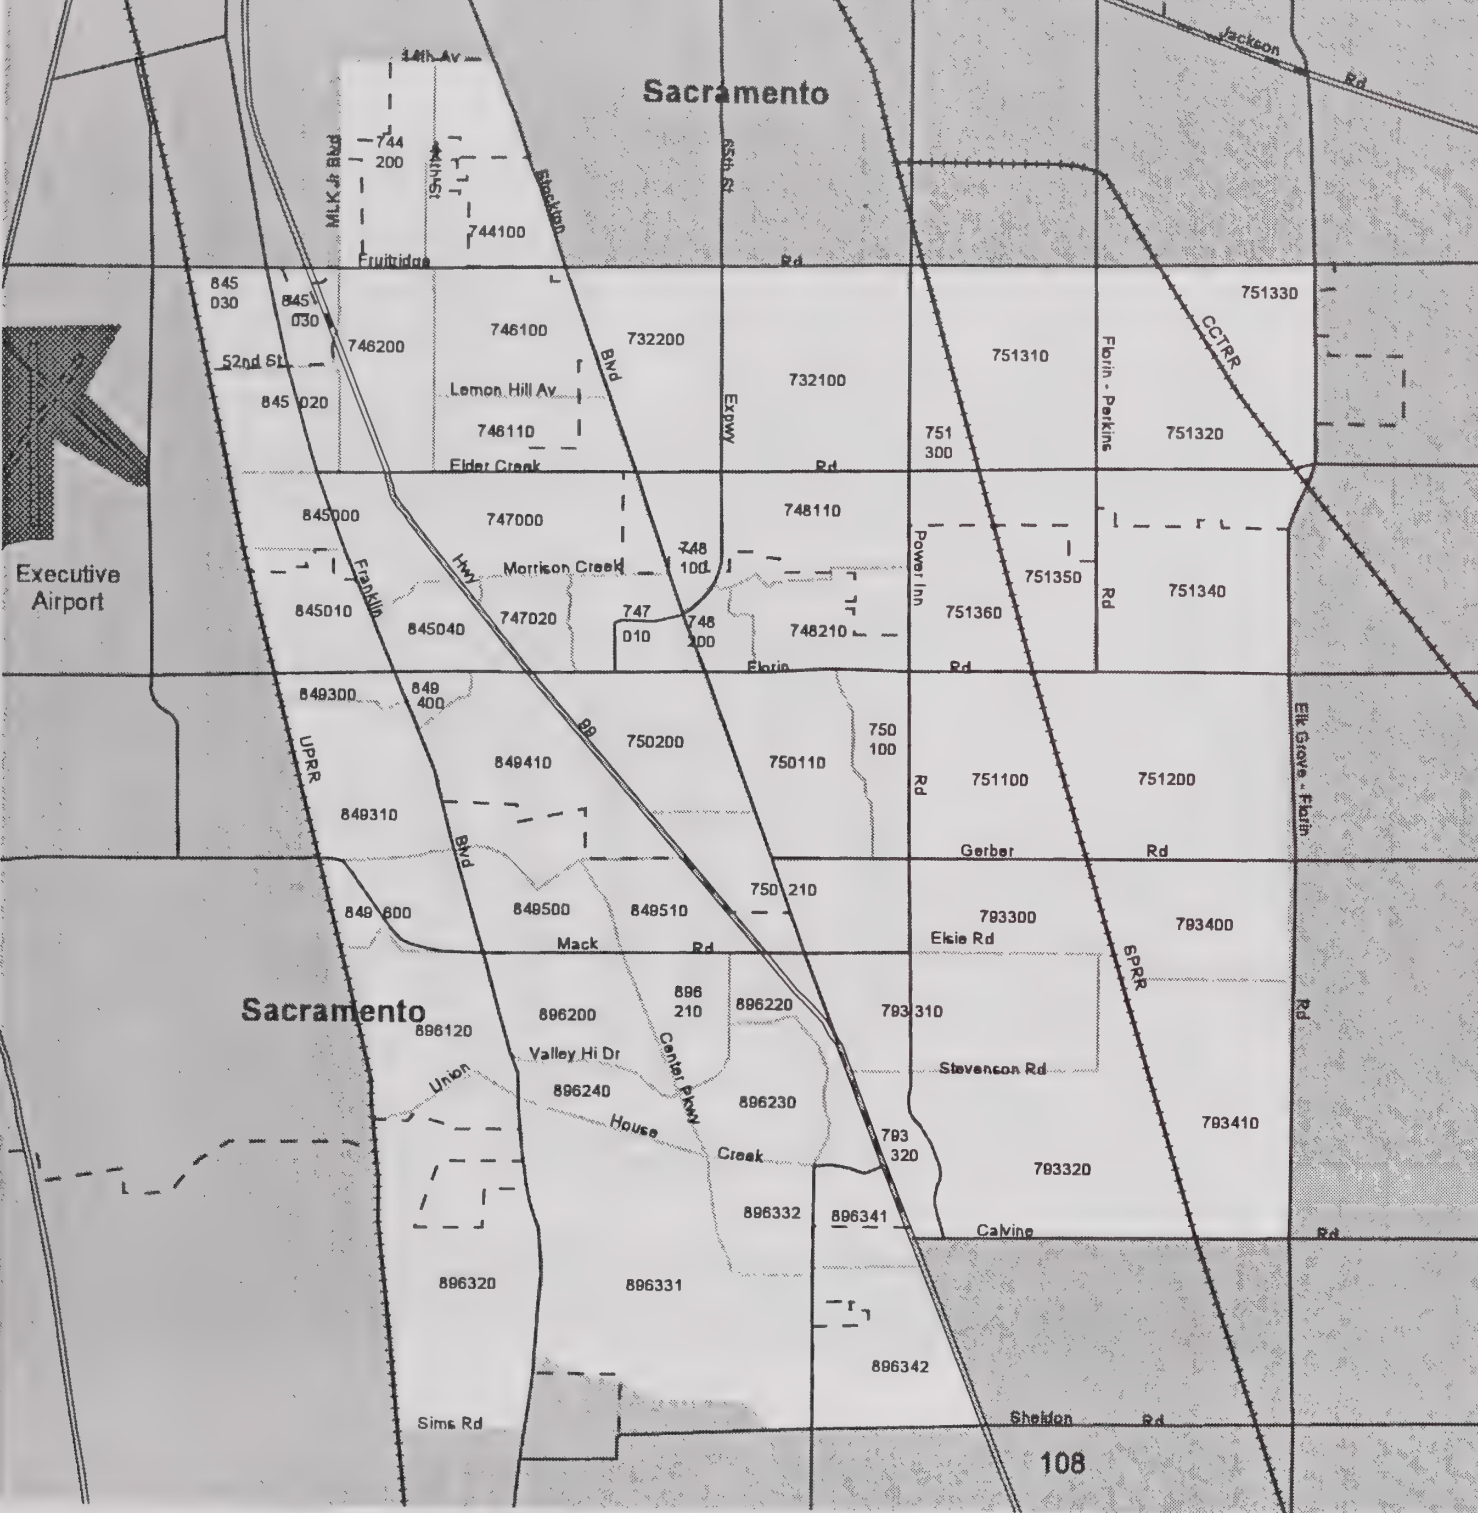 14th Av
Jackson
Rd
Sacramento
744
200
MLK Jr Blvd
44th St
65th St
Stockton
744100
Fruitridge
Rd
845
030
845
030
751330
746100
732200
746200
CCTRR
751310
52nd St
Blvd
732100
Florin - Perkins
Lemon Hill Av
845 020
Expwy
746110
751
300
751320
Elder Creek
Rd
748110
845000
747000
748
100
Hwy
Morrison Creek
Power Inn
Executive
Airport
Franklin
751350
751340
Rd
845010
747020
747
010
751360
845040
748
200
748210
Florin
Rd
849300
849
400
99
750200
750
100
Elk Grove - Florin
UPRR
849410
750110
751100
751200
Rd
849310
Blvd
Gerber
Rd
750 210
849 600
849500
849510
793300
793400
Elsie Rd
Mack
Rd
SPRR
896
210
896220
Rd
Sacramento
896120
896200
793 310
Valley Hi Dr
Center Pkwy
Stevenson Rd
Union
896240
896230
House
793410
793
320
Creek
793320
896332
896341
Calvine
Rd
896320
896331
896342
Sims Rd
Sheldon
Rd
108